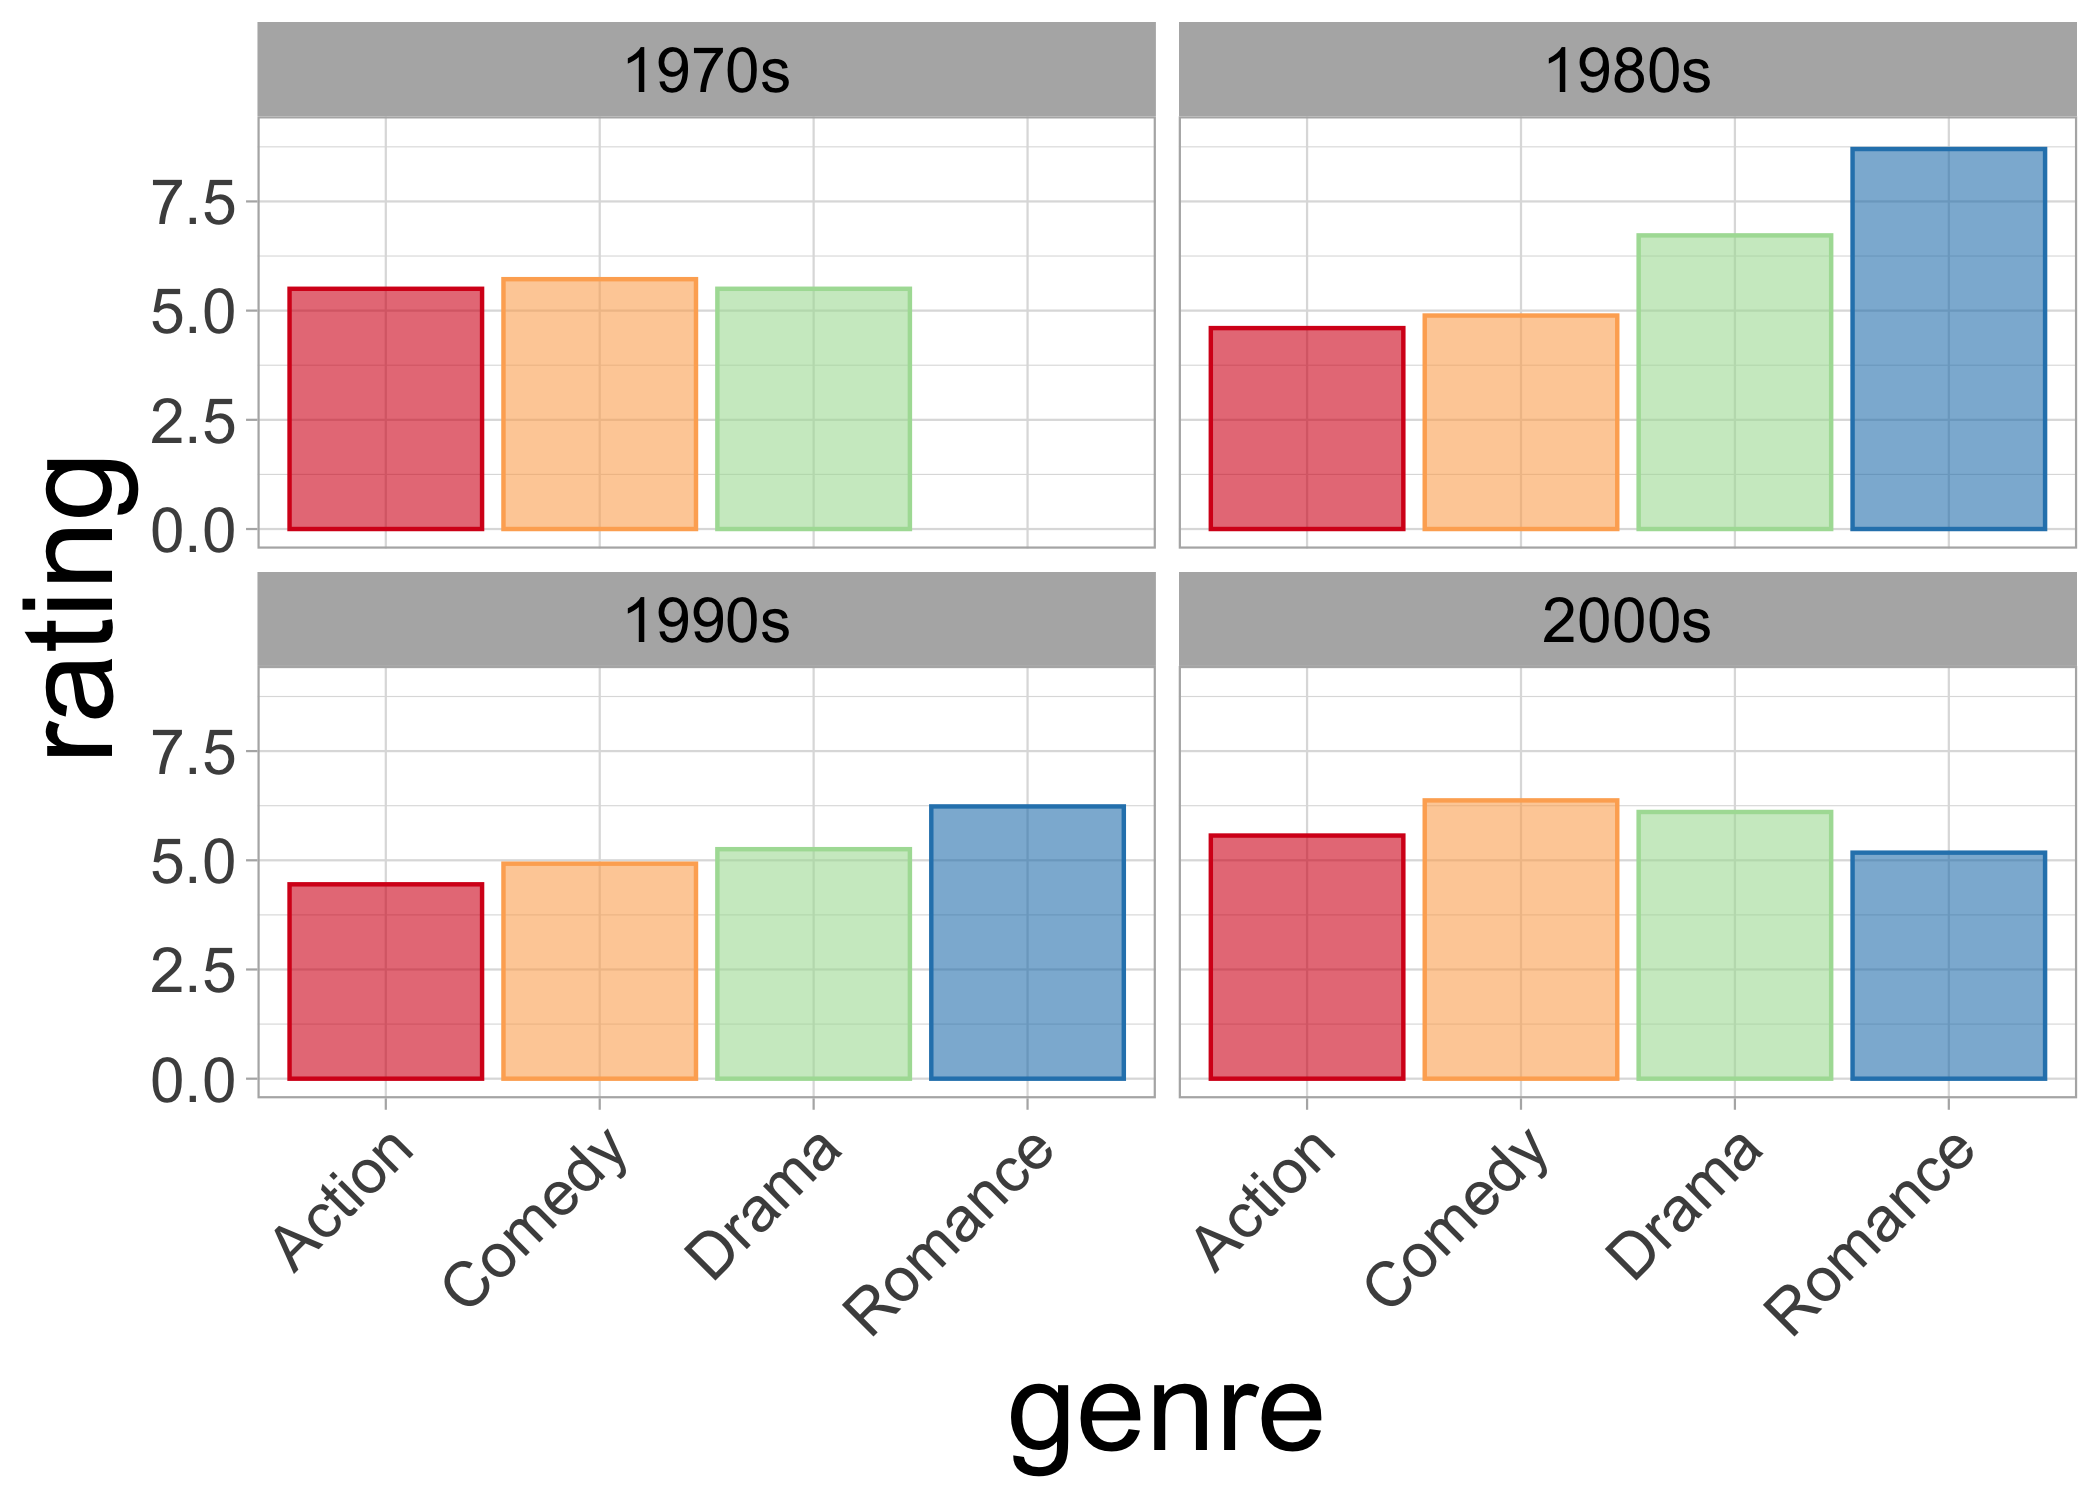 1970s
1980s
7.5
5.0
2.5
0.0
1990s
2000s
7.5
5.0
2.5
0.0
rating
Action
Comedy
Drama
Romance
Action
Comedy
Drama
Romance
genre